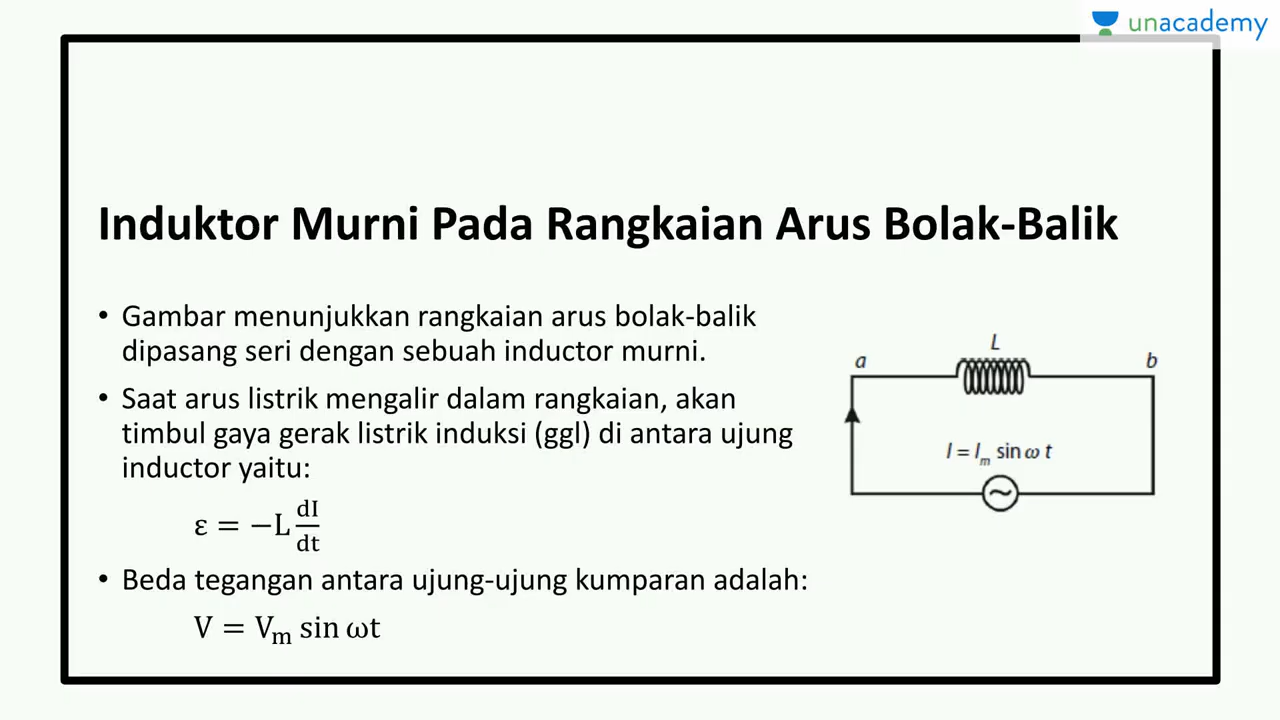 unacademy
Induktor Murni Pada Rangkaian Arus Bolak-Balik
• Gambar menunjukkan rangkaian arus bolak-balik
dipasang seri dengan sebuah inductor murni.
• Saat arus listrik mengalir dalam rangkaian, akan
timbul gaya gerak listrik induksi (ggl) di antara ujung
inductor yaitu:
ε = −L dI/dt
• Beda tegangan antara ujung-ujung kumparan adalah:
V = Vₘ sin ωt
L
a b
I = Iₘ sin ω t
~